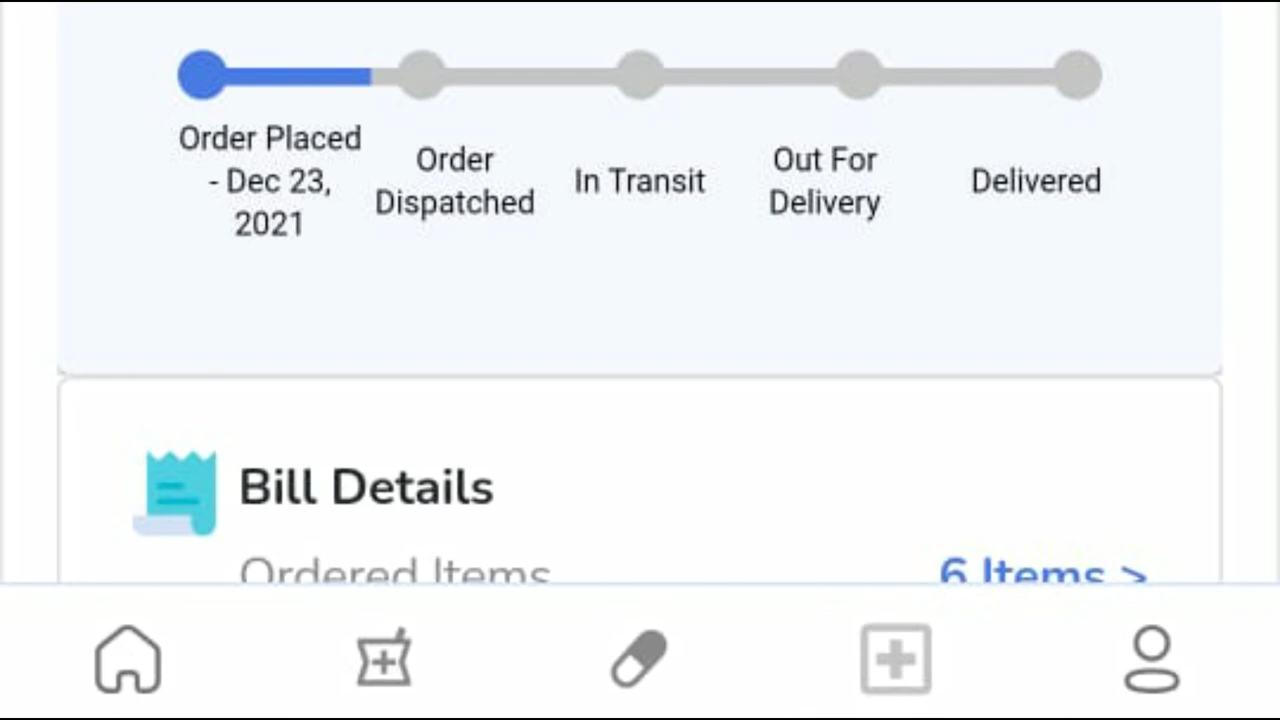 Order Placed
- Dec 23,
2021
Order
Dispatched
In Transit
Out For
Delivery
Delivered
Bill Details
Ordered Items
6 Items >